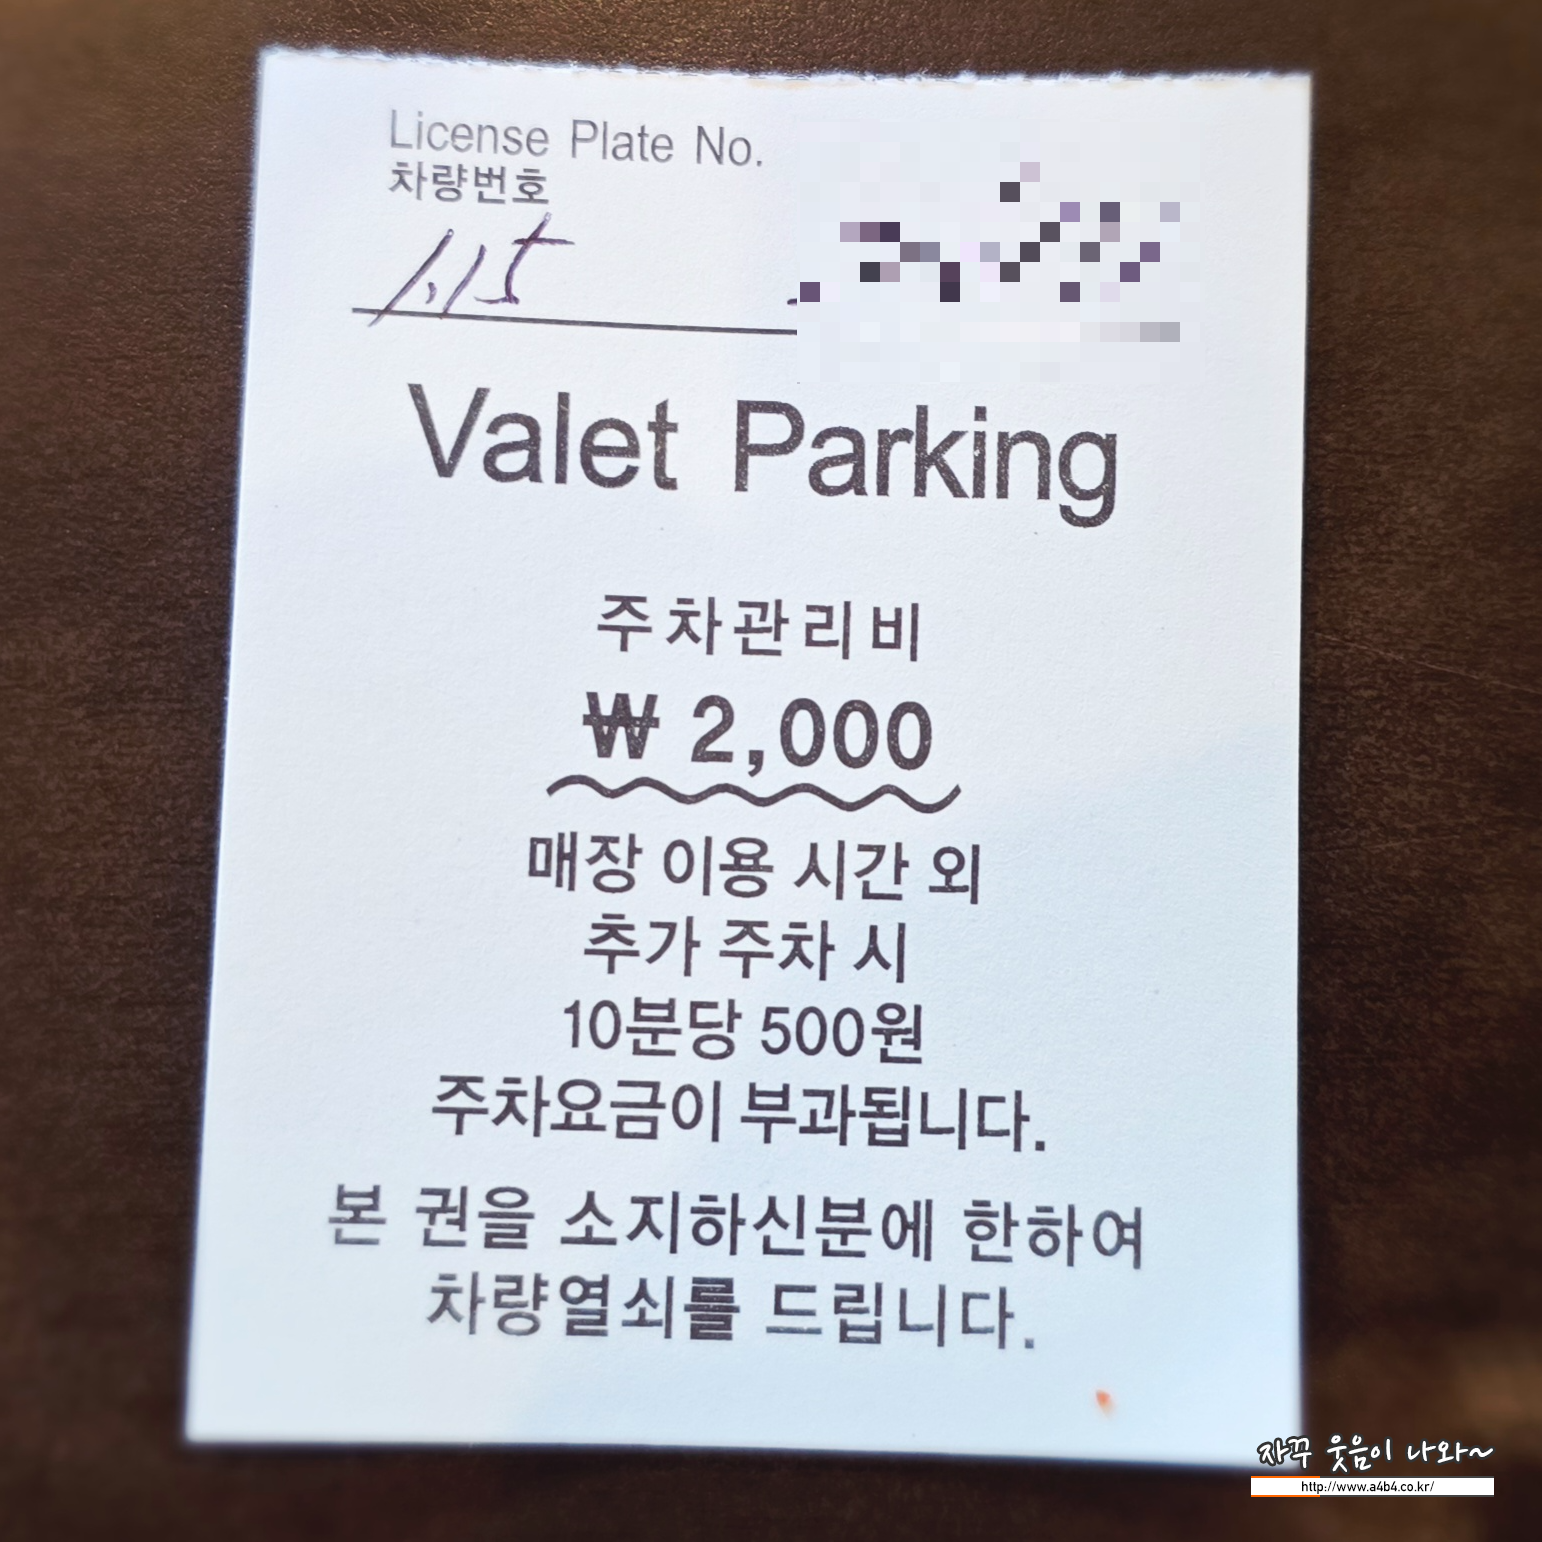 License Plate No.
차량번호
1.15
Valet Parking
주차관리비
₩ 2,000
매장 이용 시간 외
추가 주차 시
10분당 500원
주차요금이 부과됩니다.
본 권을 소지하신분에 한하여
차량열쇠를 드립니다.
자꾸 웃음이 나와~
http://www.a4b4.co.kr/